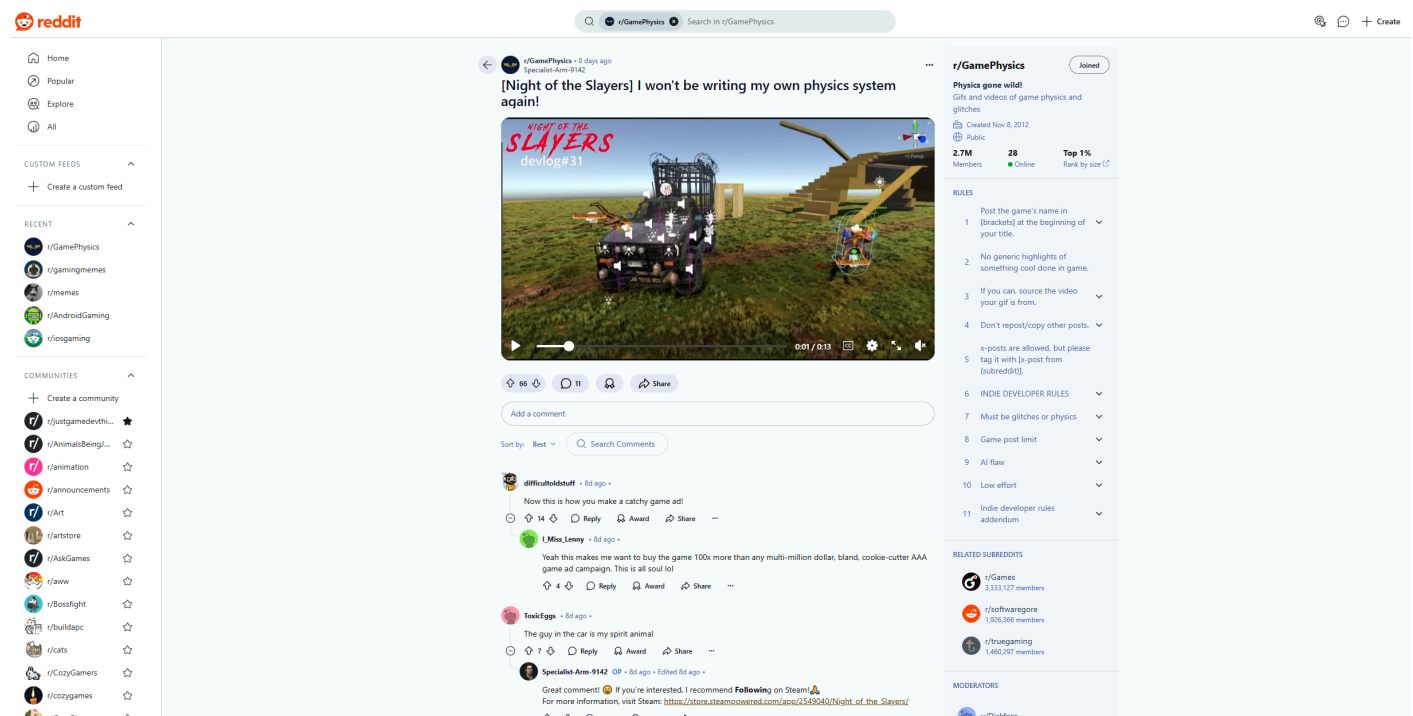 reddit
r/GamePhysics
Search in r/GamePhysics
Create
Home
Popular
Explore
All
CUSTOM FEEDS
Create a custom feed
RECENT
r/GamePhysics
r/gamingmemes
r/memes
r/AndroidGaming
r/iosgaming
COMMUNITIES
Create a community
r/justgamedevthi...
r/AnimalsBeingJ...
r/animation
r/announcements
r/Art
r/artstore
r/AskGames
r/aww
r/Bossfight
r/buildapc
r/cats
r/CozyGamers
r/cozygames
r/GamePhysics • 8 days ago
Specialist-Arm-9142
[Night of the Slayers] I won't be writing my own physics system
again!
NIGHT OF THE
SLAYERS
devlog#31
< Persp
0:01 / 0:13
CC
66
11
Share
Add a comment
Sort by: Best
Search Comments
difficultoldstuff • 8d ago •
Now this is how you make a catchy game ad!
14 Reply Award Share
I_Miss_Lenny • 8d ago •
Yeah this makes me want to buy the game 100x more than any multi-million dollar, bland, cookie-cutter AAA
game ad campaign. This is all soul lol
4 Reply Award Share
ToxicEggs • 8d ago •
The guy in the car is my spirit animal
7 Reply Award Share
Specialist-Arm-9142 OP • 8d ago • Edited 8d ago •
Great comment! 😄 If you're interested, I recommend Following on Steam!🙏
For more information, visit Steam: https://store.steampowered.com/app/2549040/Night_of_the_Slayers/
r/GamePhysics
Joined
Physics gone wild!
Gifs and videos of game physics and
glitches
Created Nov 8, 2012
Public
2.7M 28 Top 1%
Members Online Rank by size
RULES
1 Post the game's name in
[brackets] at the beginning of
your title.
2 No generic highlights of
something cool done in game.
3 If you can, source the video
your gif is from.
4 Don't repost/copy other posts.
5 x-posts are allowed, but please
tag it with [x-post from
(subreddit)].
6 INDIE DEVELOPER RULES
7 Must be glitches or physics
8 Game post limit
9 AI flaw
10 Low effort
11 Indie developer rules
addendum
RELATED SUBREDDITS
r/Games
3,333,127 members
r/softwaregore
1,926,366 members
r/truegaming
1,460,297 members
MODERATORS